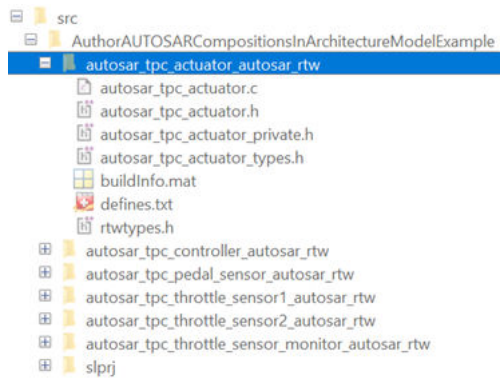 src
AuthorAUTOSARCompositionsInArchitectureModelExample
autosar_tpc_actuator_autosar_rtw
autosar_tpc_actuator.c
autosar_tpc_actuator.h
autosar_tpc_actuator_private.h
autosar_tpc_actuator_types.h
buildInfo.mat
defines.txt
rtwtypes.h
autosar_tpc_controller_autosar_rtw
autosar_tpc_pedal_sensor_autosar_rtw
autosar_tpc_throttle_sensor1_autosar_rtw
autosar_tpc_throttle_sensor2_autosar_rtw
autosar_tpc_throttle_sensor_monitor_autosar_rtw
slprj